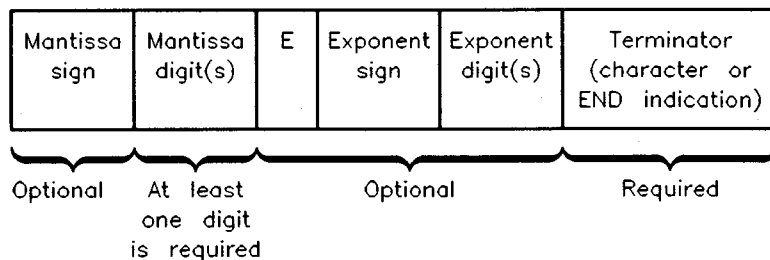 Mantissa sign
Mantissa digit(s)
E
Exponent sign
Exponent digit(s)
Terminator
(character or
END indication)
Optional
At least
one digit
is required
Optional
Required